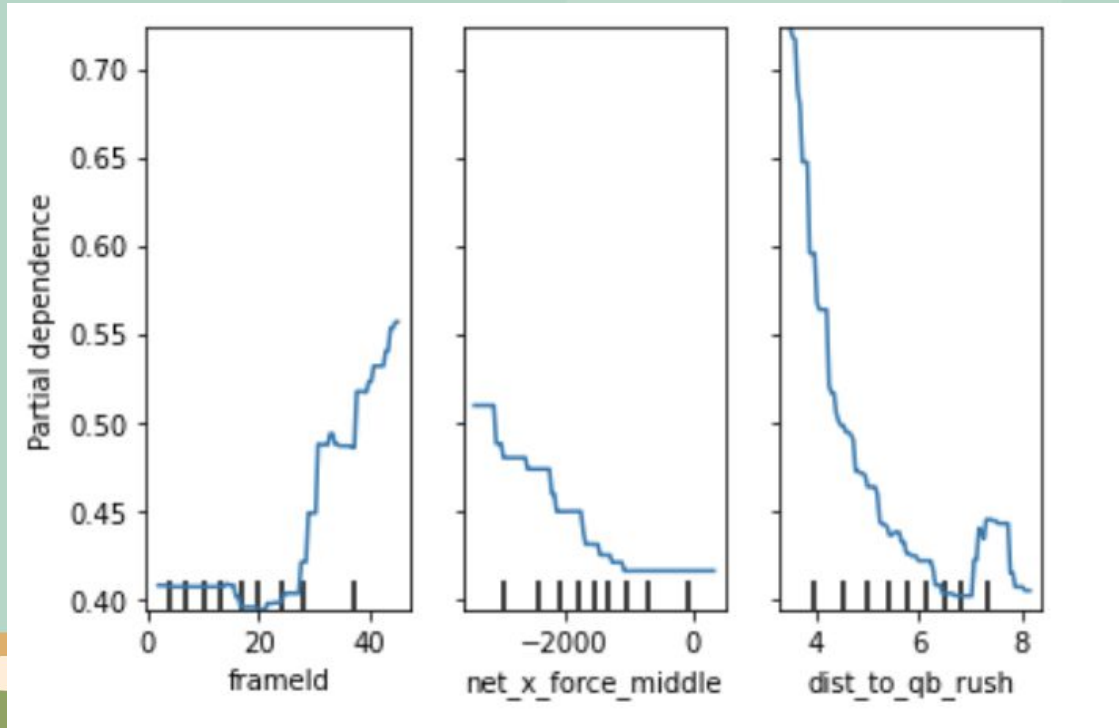 Partial dependence
0.70
0.65
0.60
0.55
0.50
0.45
0.40
0 20 40
frameId
−2000 0
net_x_force_middle
4 6 8
dist_to_qb_rush